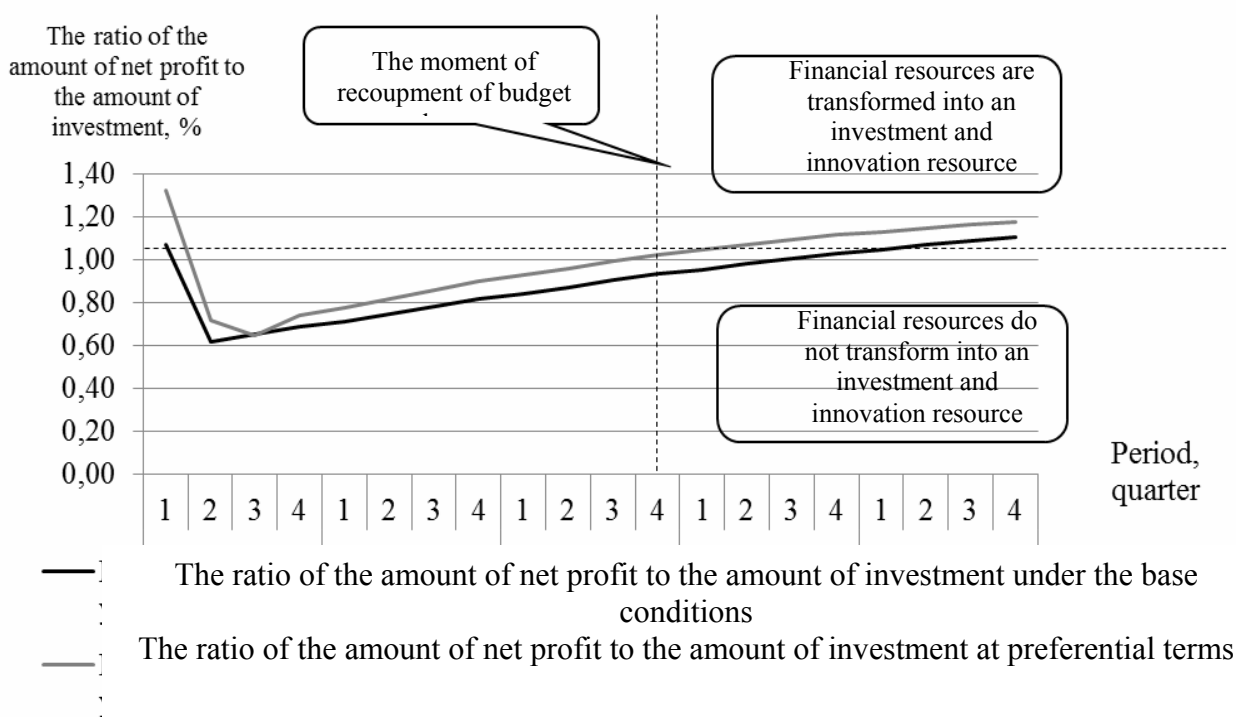 The ratio of the
amount of net profit to
the amount of
investment, %
The moment of
recoupment of budget
Financial resources are
transformed into an
investment and
innovation resource
1,40
1,20
1,00
0,80
0,60
0,40
0,20
0,00
Financial resources do
not transform into an
investment and
innovation resource
Period,
quarter
1 2 3 4 1 2 3 4 1 2 3 4 1 2 3 4 1 2 3 4
The ratio of the amount of net profit to the amount of investment under the base
conditions
The ratio of the amount of net profit to the amount of investment at preferential terms